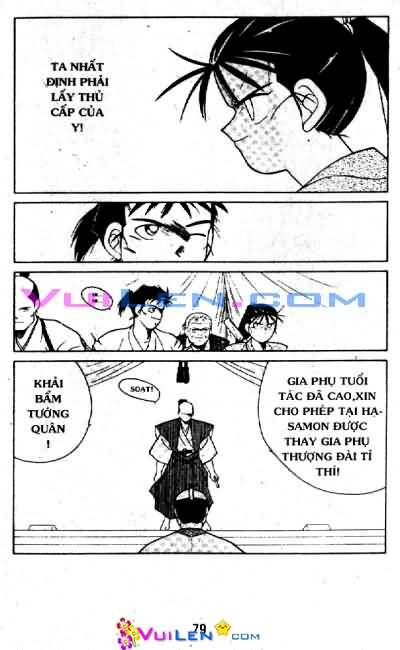 TA NHẤT
ĐỊNH PHẢI
LẤY THỦ
CẤP CỦA
Y!
VuiLen.com
KHẢI
BẨM
TƯỚNG
QUÂN
!
SOẠT!
GIA PHỤ TUỔI
TÁC ĐÃ CAO,XIN
CHO PHÉP TẠI HẠ-
SAMON ĐƯỢC
THAY GIA PHỤ
THƯỢNG ĐÀI TỈ
THÍ!
79
VuiLen.com